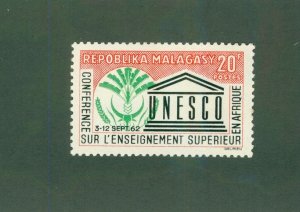 REPOBLIKA MALAGASY
20F
POSTES
CONFERENCE
UNESCO
3-12 SEPT. 62
SUR L'ENSEIGNEMENT SUPERIEUR
EN AFRIQUE